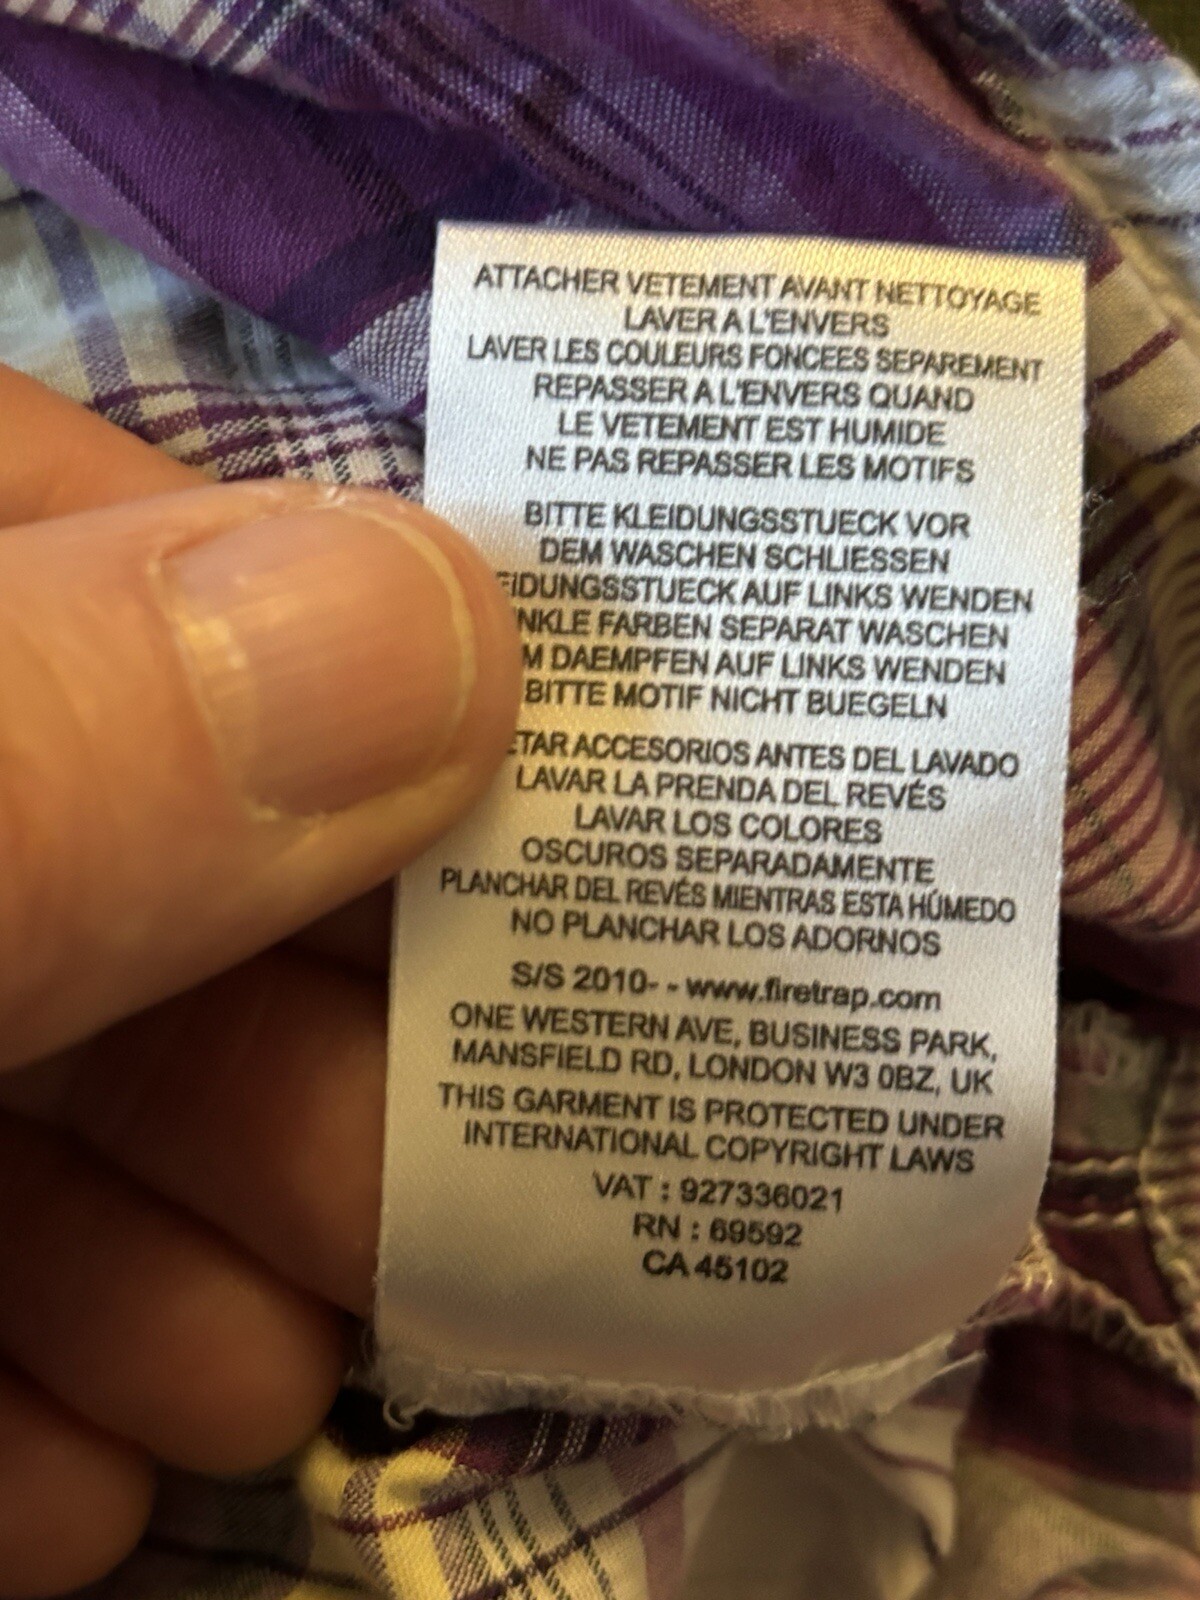 ATTACHER VETEMENT AVANT NETTOYAGE
LAVER A L'ENVERS
LAVER LES COULEURS FONCEES SEPAREMENT
REPASSER A L'ENVERS QUAND
LE VETEMENT EST HUMIDE
NE PAS REPASSER LES MOTIFS
BITTE KLEIDUNGSSTUECK VOR
DEM WASCHEN SCHLIESSEN
AUF LINKS WENDEN
FARBEN SEPARAT WASCHEN
DAEMPFEN AUF LINKS WENDEN
BITTE MOTIF NICHT BUEGELN
ACCESORIOS ANTES DEL LAVADO
LAVAR LA PRENDA DEL REVÉS
LAVAR LOS COLORES
OSCUROS SEPARADAMENTE
PLANCHAR DEL REVÉS MIENTRAS ESTA HÚMEDO
NO PLANCHAR LOS ADORNOS
S/S 2010- - www.firetrap.com
ONE WESTERN AVE, BUSINESS PARK,
MANSFIELD RD, LONDON W3 0BZ, UK
THIS GARMENT IS PROTECTED UNDER
INTERNATIONAL COPYRIGHT LAWS
VAT : 927336021
RN : 69592
CA 45102